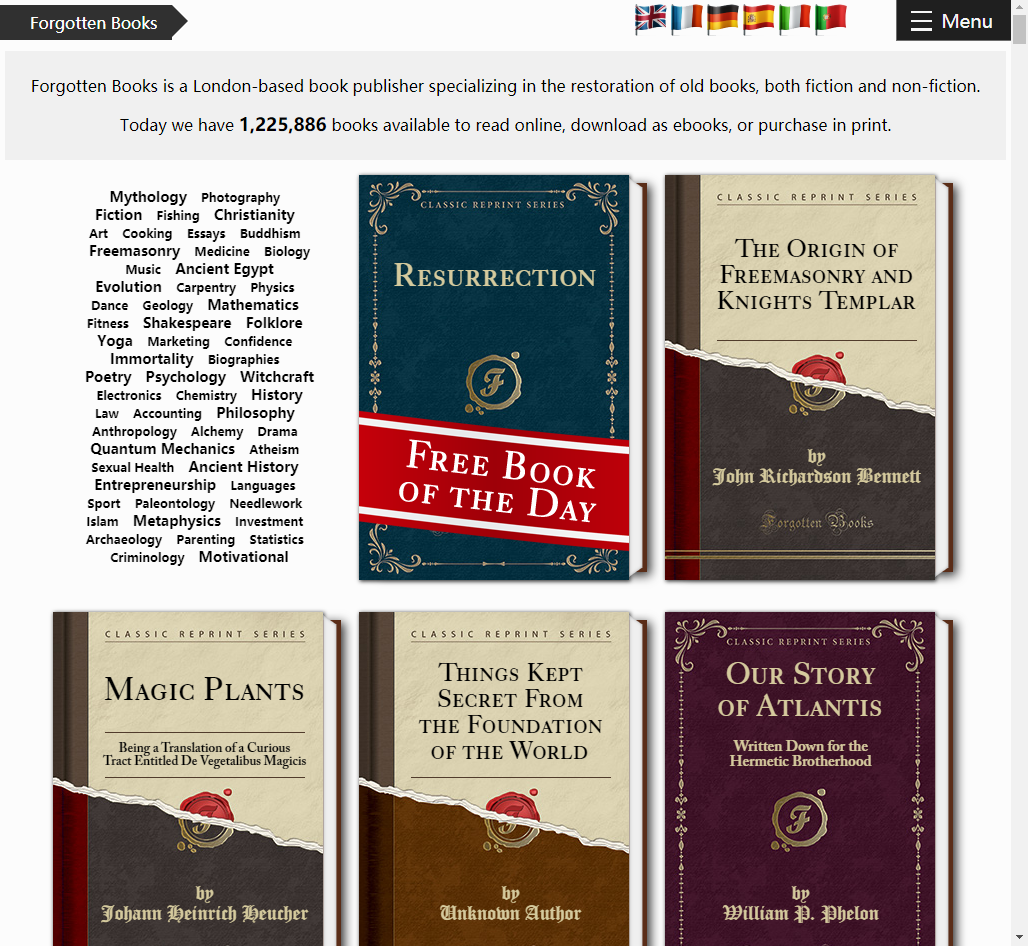 Forgotten Books
Menu
Forgotten Books is a London-based book publisher specializing in the restoration of old books, both fiction and non-fiction.
Today we have 1,225,886 books available to read online, download as ebooks, or purchase in print.
Mythology Photography
Fiction Fishing Christianity
Art Cooking Essays Buddhism
Freemasonry Medicine Biology
Music Ancient Egypt
Evolution Carpentry Physics
Dance Geology Mathematics
Fitness Shakespeare Folklore
Yoga Marketing Confidence
Immortality Biographies
Poetry Psychology Witchcraft
Electronics Chemistry History
Law Accounting Philosophy
Anthropology Alchemy Drama
Quantum Mechanics Atheism
Sexual Health Ancient History
Entrepreneurship Languages
Sport Paleontology Needlework
Islam Metaphysics Investment
Archaeology Parenting Statistics
Criminology Motivational
CLASSIC REPRINT SERIES
RESURRECTION
F
FREE BOOK
OF THE DAY
CLASSIC REPRINT SERIES
THE ORIGIN OF
FREEMASONRY AND
KNIGHTS TEMPLAR
F
by
John Richardson Bennett
Forgotten Books
CLASSIC REPRINT SERIES
MAGIC PLANTS
Being a Translation of a Curious
Tract Entitled De Vegetalibus Magicis
F
by
Johann Heinrich Heucher
CLASSIC REPRINT SERIES
THINGS KEPT
SECRET FROM
THE FOUNDATION
OF THE WORLD
F
by
Unknown Author
CLASSIC REPRINT SERIES
OUR STORY
OF ATLANTIS
Written Down for the
Hermetic Brotherhood
F
by
William P. Phelon